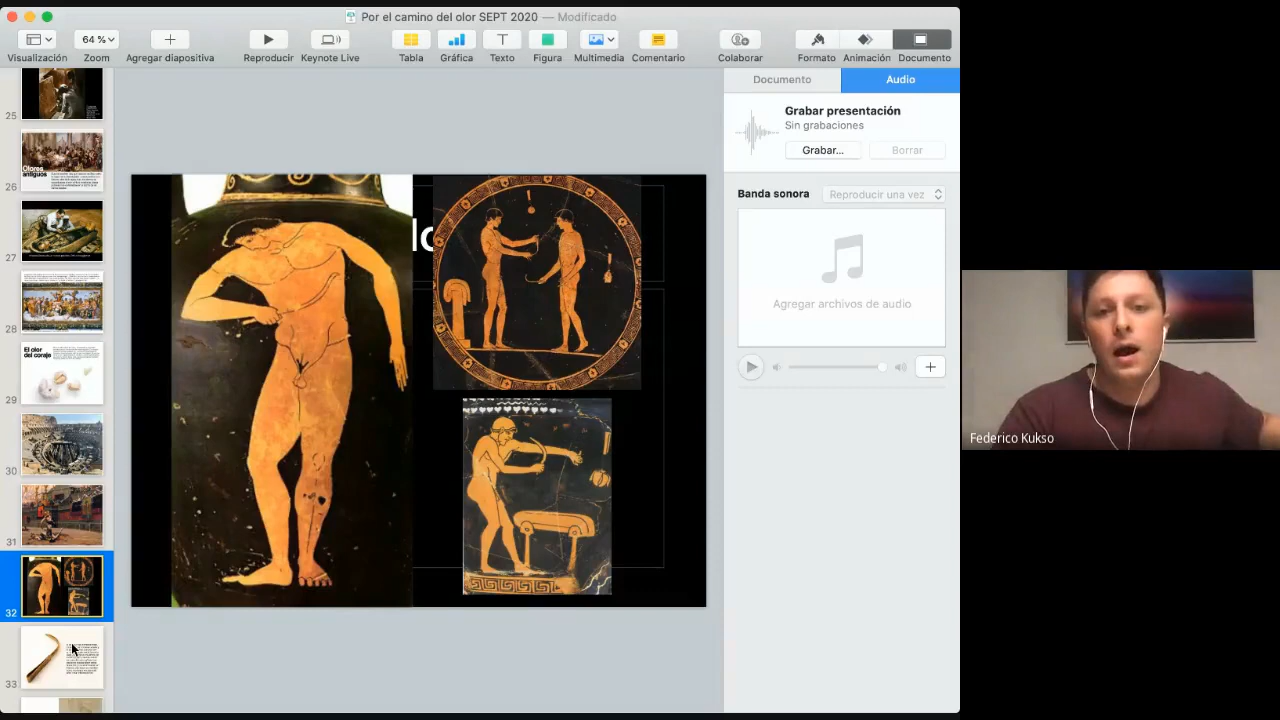 Por el camino del olor SEPT 2020 — Modificado
64 %
Visualización Zoom Agregar diapositiva Reproducir Keynote Live Tabla Gráfica Texto Figura Multimedia Comentario Colaborar Formato Animación Documento
Documento Audio
Grabar presentación
Sin grabaciones
Grabar... Borrar
Banda sonora Reproducir una vez
Agregar archivos de audio
25
26
Olores
antiguos
27
28
29
El olor
del coraje
30
31
32
33
lo
Federico Kukso